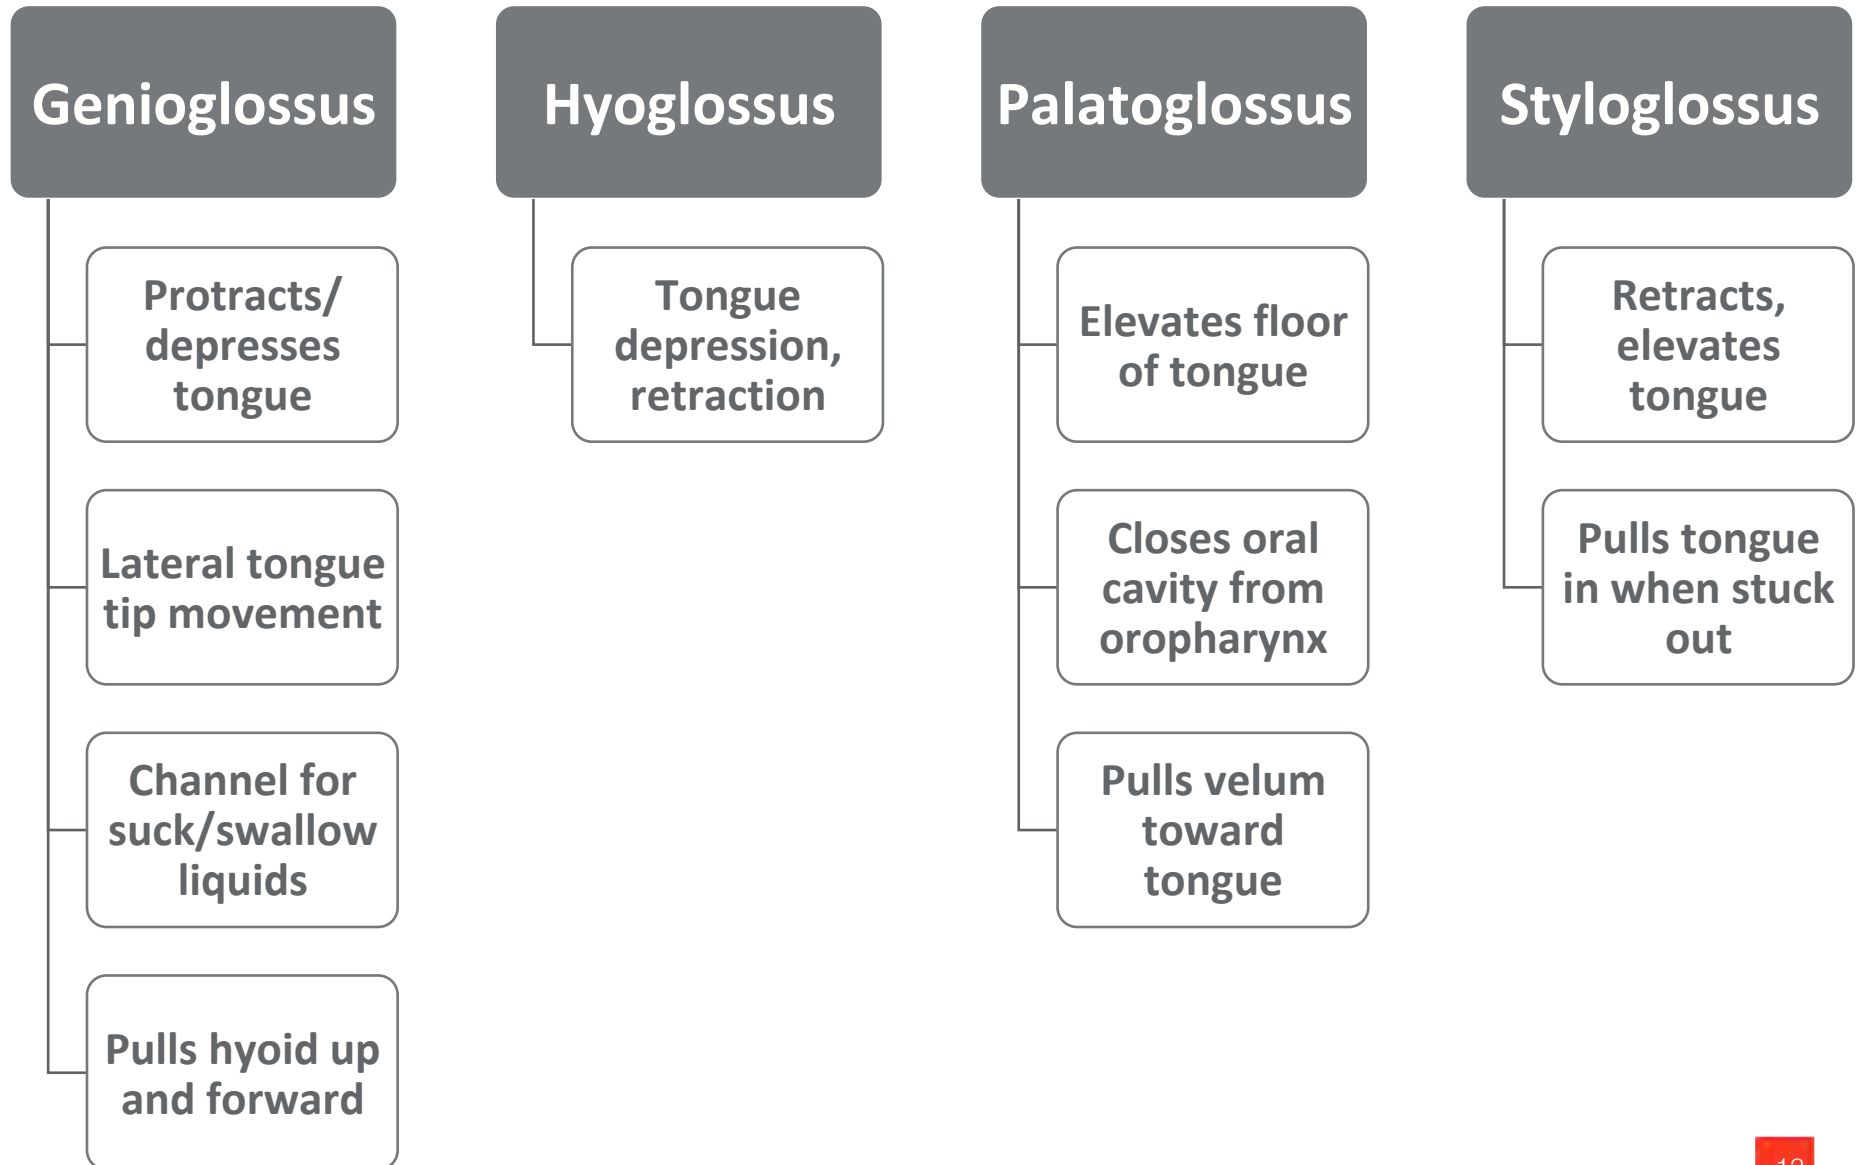 Genioglossus
Protracts/
depresses
tongue
Lateral tongue
tip movement
Channel for
suck/swallow
liquids
Pulls hyoid up
and forward
Hyoglossus
Tongue
depression,
retraction
Palatoglossus
Elevates floor
of tongue
Closes oral
cavity from
oropharynx
Pulls velum
toward
tongue
Styloglossus
Retracts,
elevates
tongue
Pulls tongue
in when stuck
out